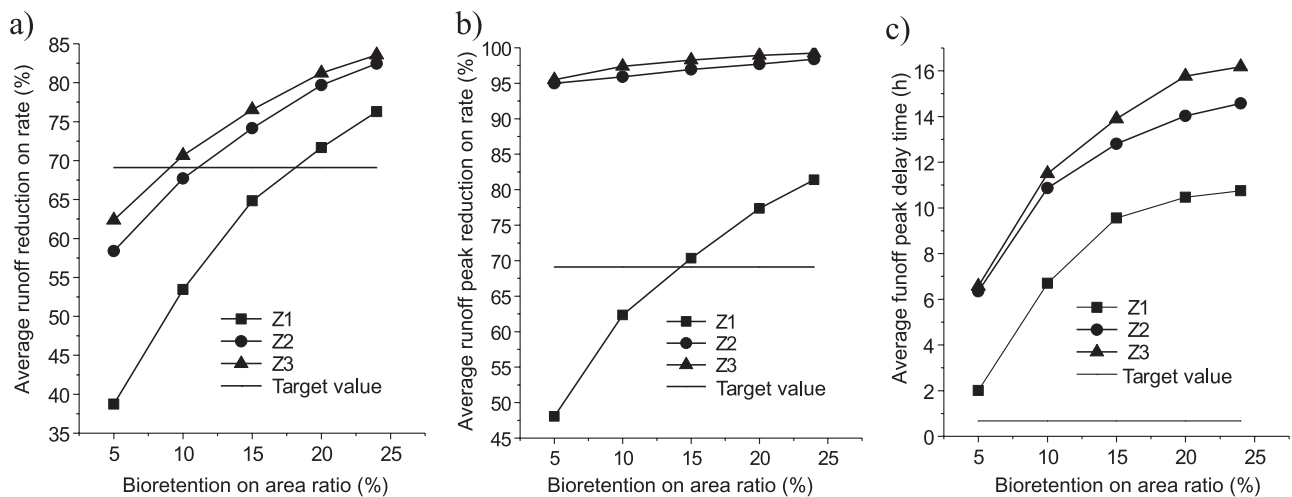 a)
Average runoff reduction on rate (%)
85
80
75
70
65
60
55
50
45
40
35
Z1
Z2
Z3
Target value
5 10 15 20 25
Bioretention on area ratio (%)
b)
Average runoff peak reduction on rate (%)
100
95
90
85
80
75
70
65
60
55
50
45
Z1
Z2
Z3
Target value
5 10 15 20 25
Bioretention on area ratio (%)
c)
Average funoff peak delay time (h)
16
14
12
10
8
6
4
2
0
Z1
Z2
Z3
Target value
5 10 15 20 25
Bioretention on area ratio (%)